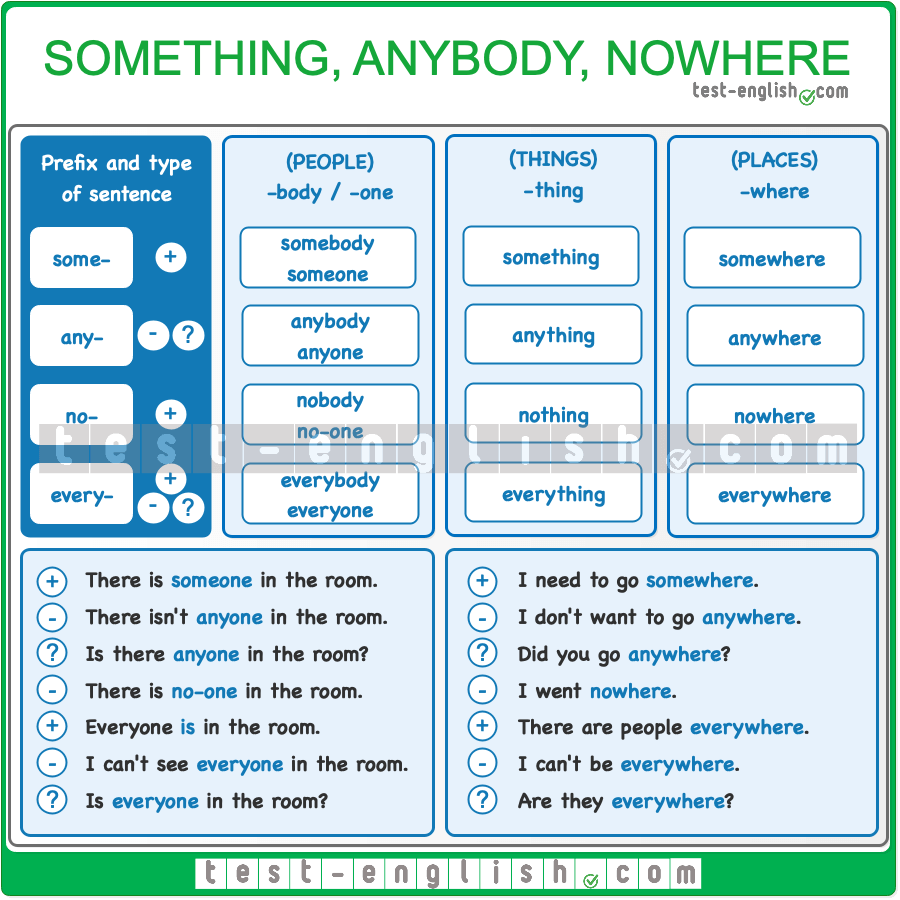 SOMETHING, ANYBODY, NOWHERE
test-english.com
Prefix and type
of sentence
(PEOPLE)
-body / -one
(THINGS)
-thing
(PLACES)
-where
some-
+
somebody
someone
something
somewhere
any-
- ?
anybody
anyone
anything
anywhere
no-
+
nobody
no-one
nothing
nowhere
test-english.com
every-
+
- ?
everybody
everyone
everything
everywhere
+ There is someone in the room.
- There isn't anyone in the room.
? Is there anyone in the room?
- There is no-one in the room.
+ Everyone is in the room.
- I can't see everyone in the room.
? Is everyone in the room?
+ I need to go somewhere.
- I don't want to go anywhere.
? Did you go anywhere?
- I went nowhere.
+ There are people everywhere.
- I can't be everywhere.
? Are they everywhere?
test-english.com